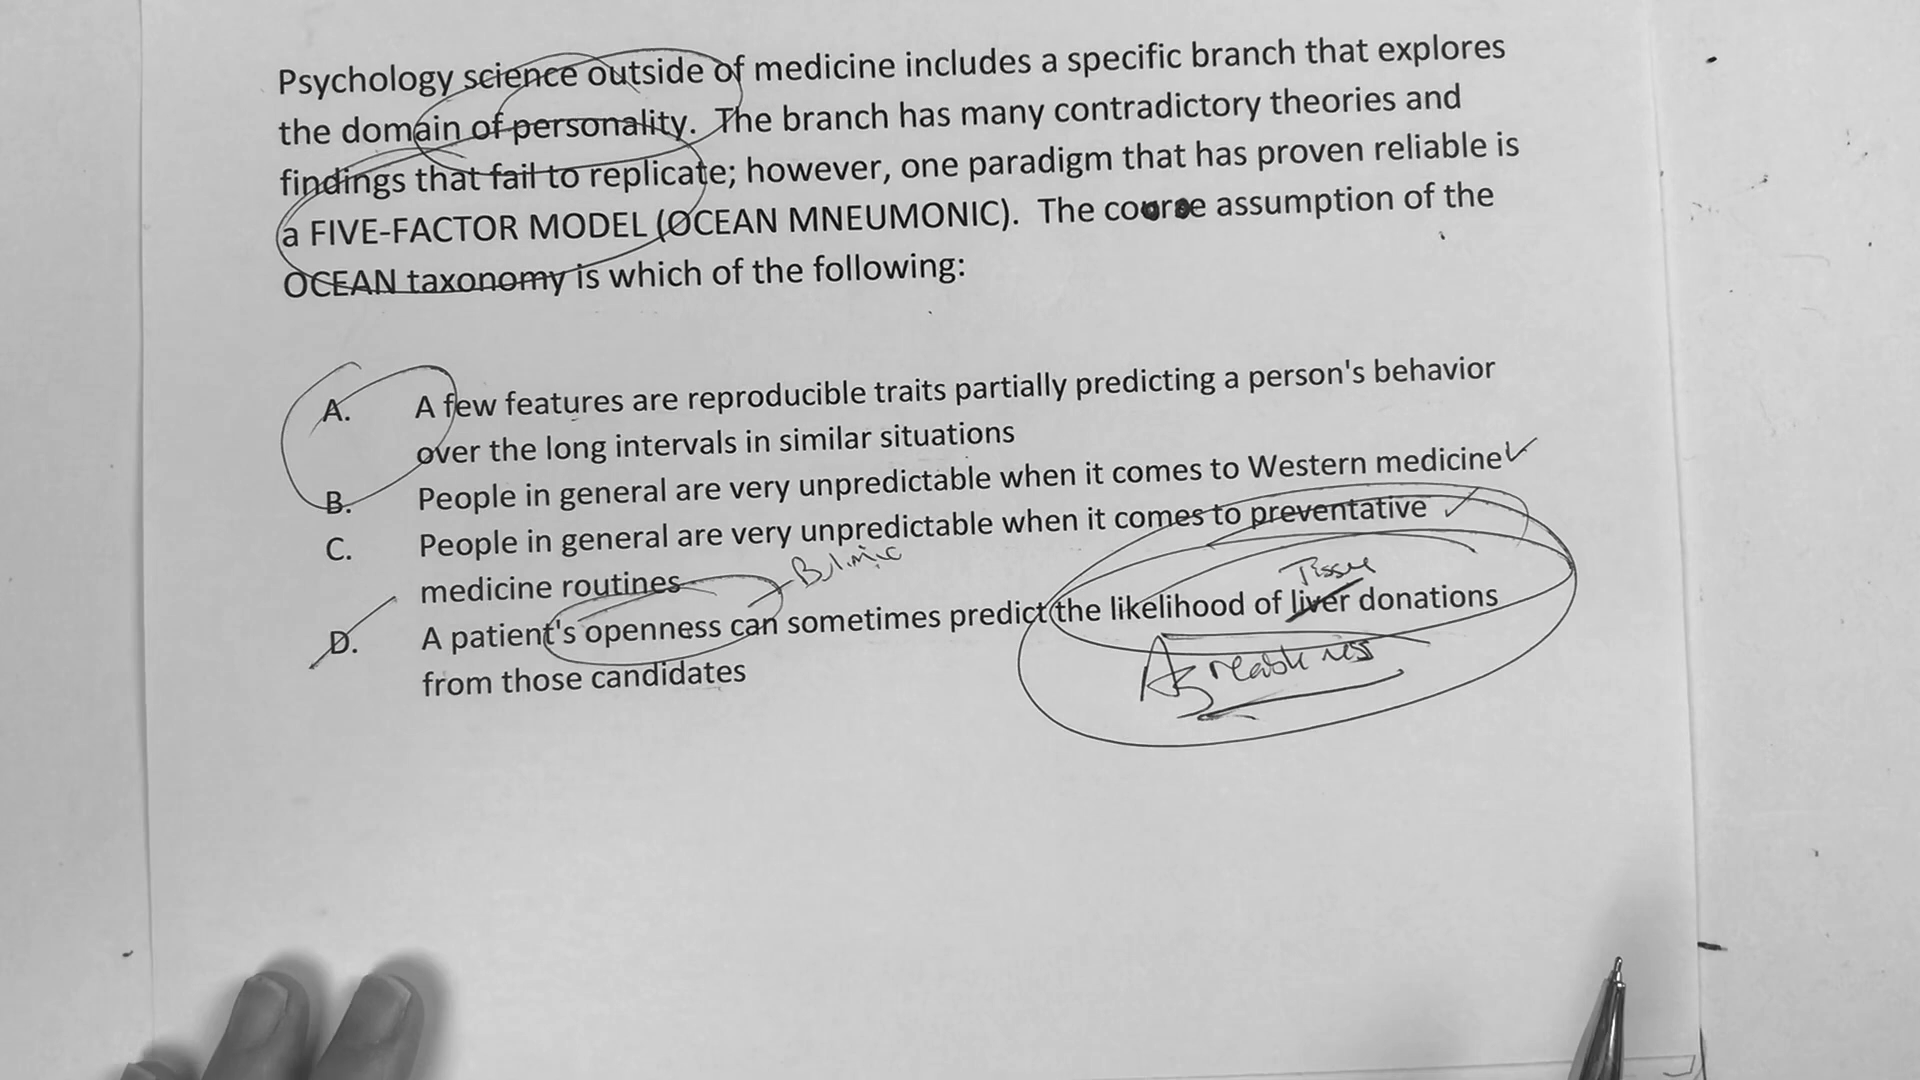 Psychology science outside of medicine includes a specific branch that explores
the domain of personality. The branch has many contradictory theories and
findings that fail to replicate; however, one paradigm that has proven reliable is
a FIVE-FACTOR MODEL (OCEAN MNEUMONIC). The course assumption of the
OCEAN taxonomy is which of the following:
A. A few features are reproducible traits partially predicting a person's behavior
over the long intervals in similar situations
B. People in general are very unpredictable when it comes to Western medicine
C. People in general are very unpredictable when it comes to preventative
medicine routines
Tissue
D. A patient's openness can sometimes predict the likelihood of liver donations
from those candidates